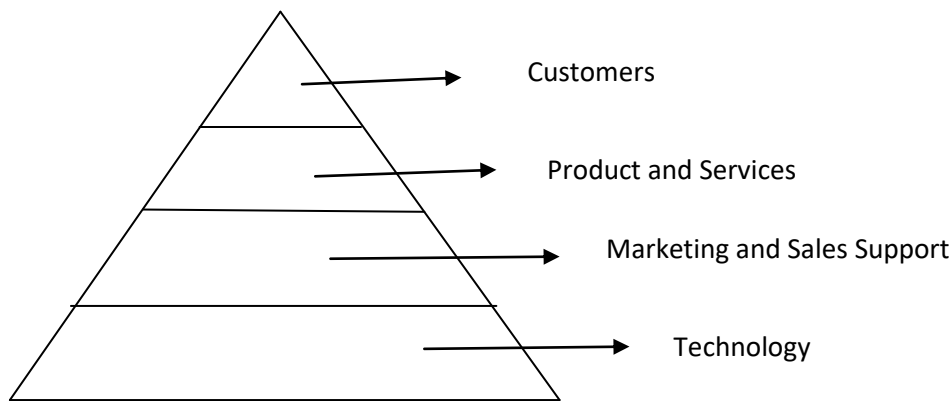 Customers
Product and Services
Marketing and Sales Support
Technology